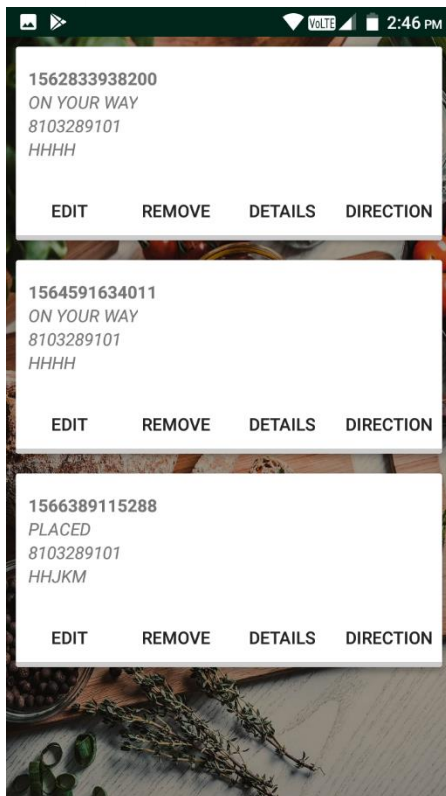 VoLTE 2:46 PM
1562833938200
ON YOUR WAY
8103289101
HHHH
EDIT REMOVE DETAILS DIRECTION
1564591634011
ON YOUR WAY
8103289101
HHHH
EDIT REMOVE DETAILS DIRECTION
1566389115288
PLACED
8103289101
HHJKM
EDIT REMOVE DETAILS DIRECTION